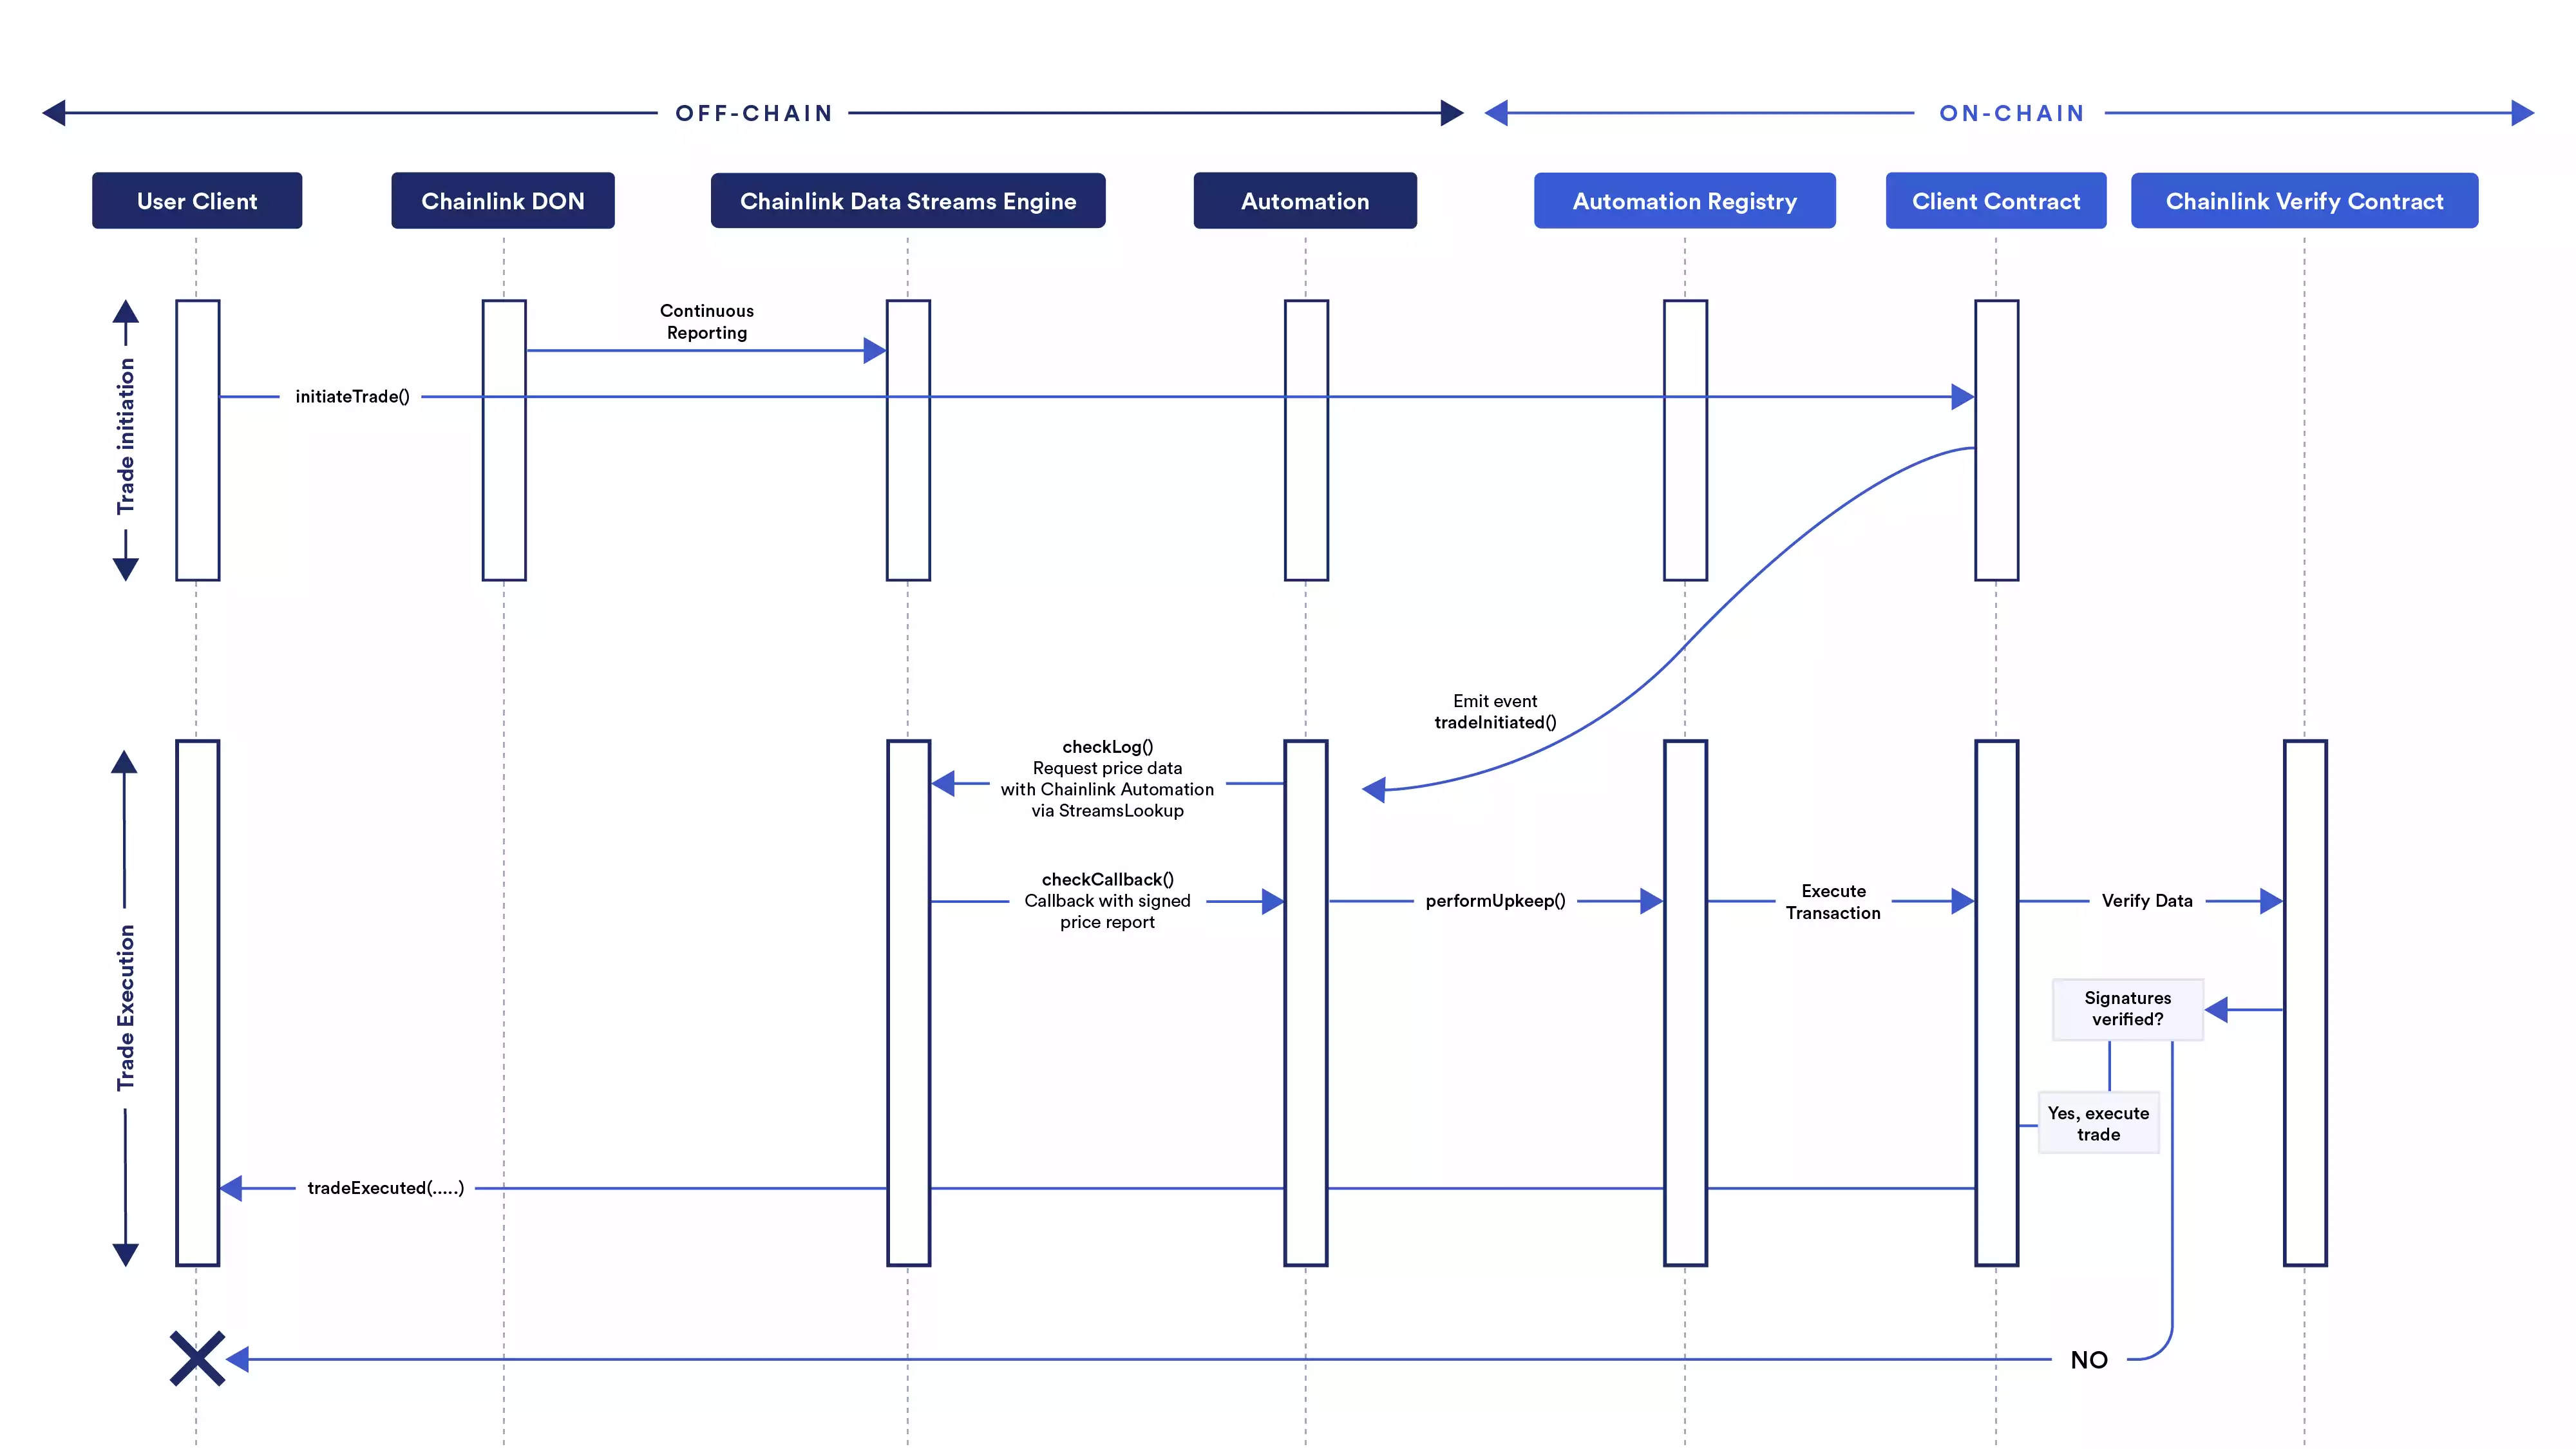 OFF-CHAIN
ON-CHAIN
User Client
Chainlink DON
Chainlink Data Streams Engine
Automation
Automation Registry
Client Contract
Chainlink Verify Contract
Trade initiation
Continuous
Reporting
initiateTrade()
Emit event
tradeInitiated()
Trade Execution
checkLog()
Request price data
with Chainlink Automation
via StreamsLookup
checkCallback()
Callback with signed
price report
performUpkeep()
Execute
Transaction
Verify Data
Signatures
verified?
Yes, execute
trade
tradeExecuted(.....)
NO